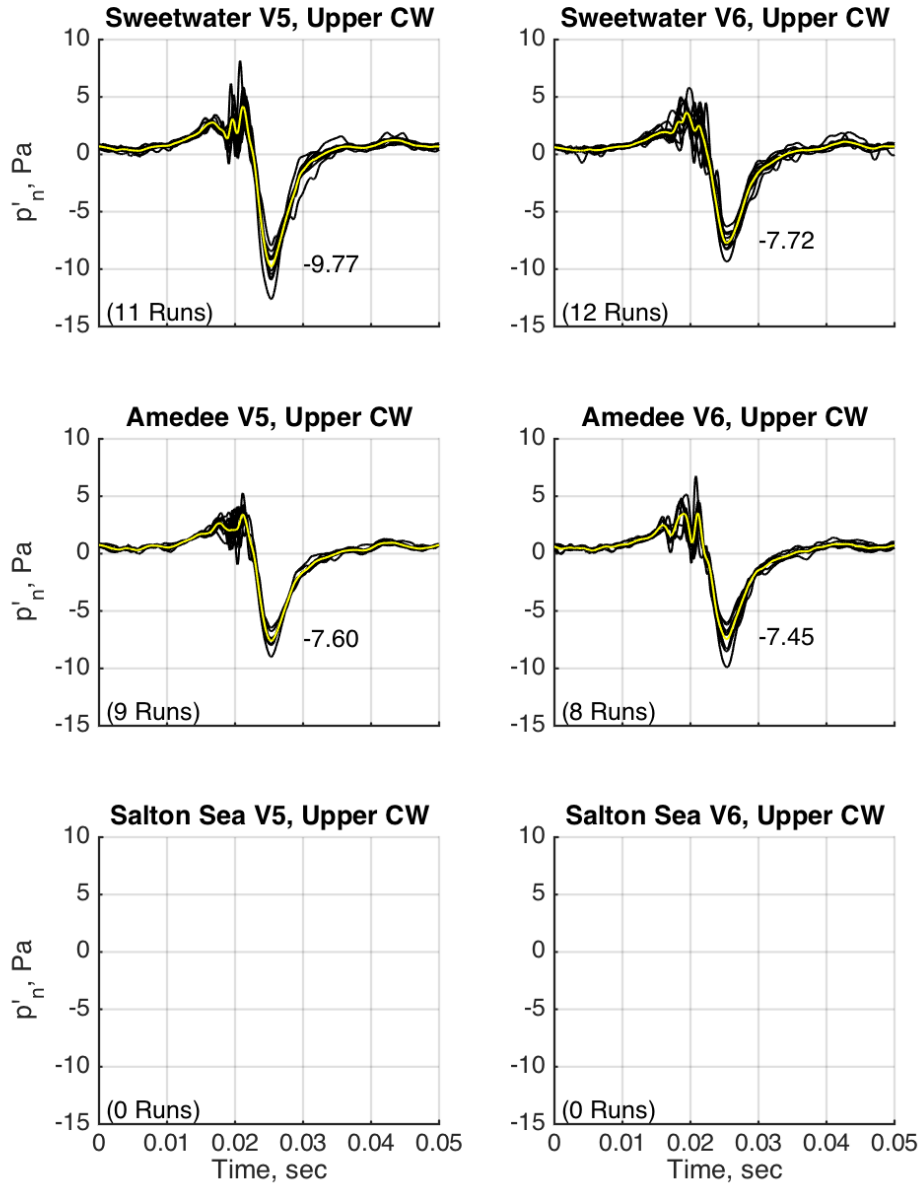 Sweetwater V5, Upper CW
10
5
0
-5
-10
-15
p'n, Pa
-9.77
(11 Runs)
Sweetwater V6, Upper CW
10
5
0
-5
-10
-15
-7.72
(12 Runs)
Amedee V5, Upper CW
10
5
0
-5
-10
-15
p'n, Pa
-7.60
(9 Runs)
Amedee V6, Upper CW
10
5
0
-5
-10
-15
-7.45
(8 Runs)
Salton Sea V5, Upper CW
10
5
0
-5
-10
-15
p'n, Pa
(0 Runs)
0 0.01 0.02 0.03 0.04 0.05
Time, sec
Salton Sea V6, Upper CW
10
5
0
-5
-10
-15
(0 Runs)
0 0.01 0.02 0.03 0.04 0.05
Time, sec